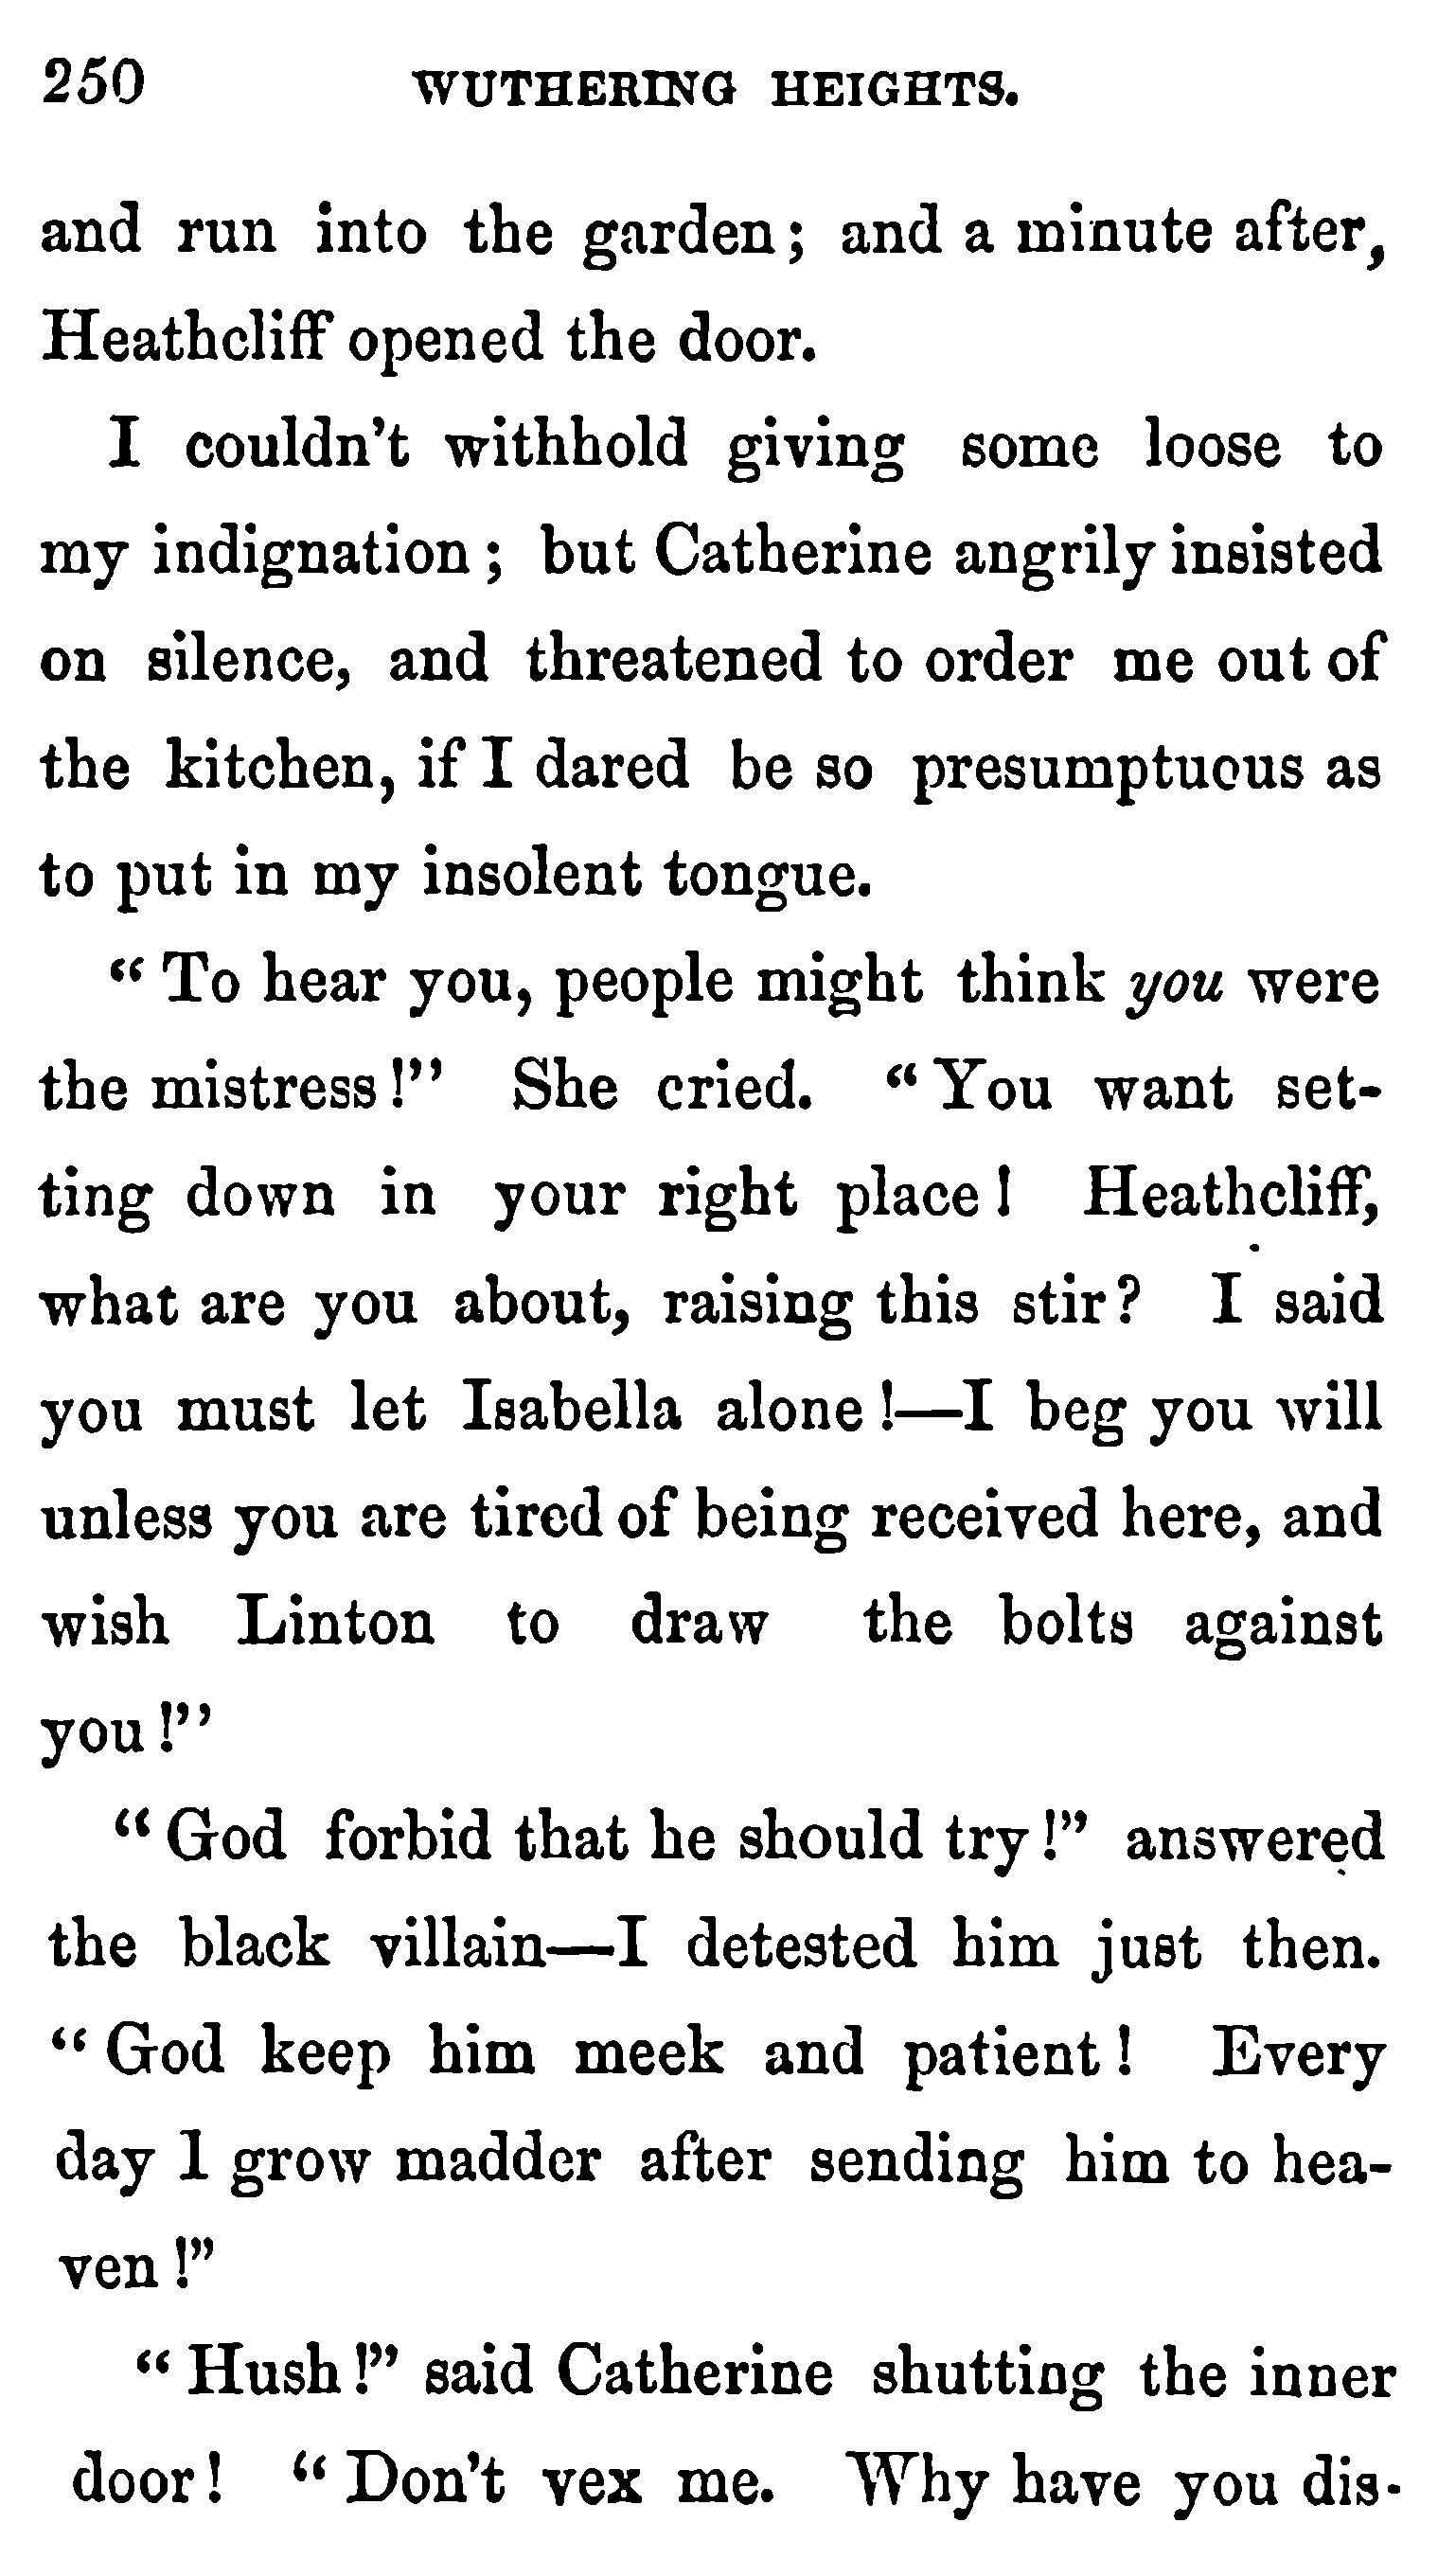 250 WUTHERING HEIGHTS.
and run into the garden; and a minute after,
Heathcliff opened the door.
I couldn't withhold giving some loose to
my indignation; but Catherine angrily insisted
on silence, and threatened to order me out of
the kitchen, if I dared be so presumptuous as
to put in my insolent tongue.
"To hear you, people might think you were
the mistress!" She cried. "You want set-
ting down in your right place! Heathcliff,
what are you about, raising this stir? I said
you must let Isabella alone!—I beg you will
unless you are tired of being received here, and
wish Linton to draw the bolts against
you!"
"God forbid that he should try!" answered
the black villain—I detested him just then.
"God keep him meek and patient! Every
day I grow madder after sending him to hea-
ven!"
"Hush!" said Catherine shutting the inner
door! "Don't vex me. Why have you dis-